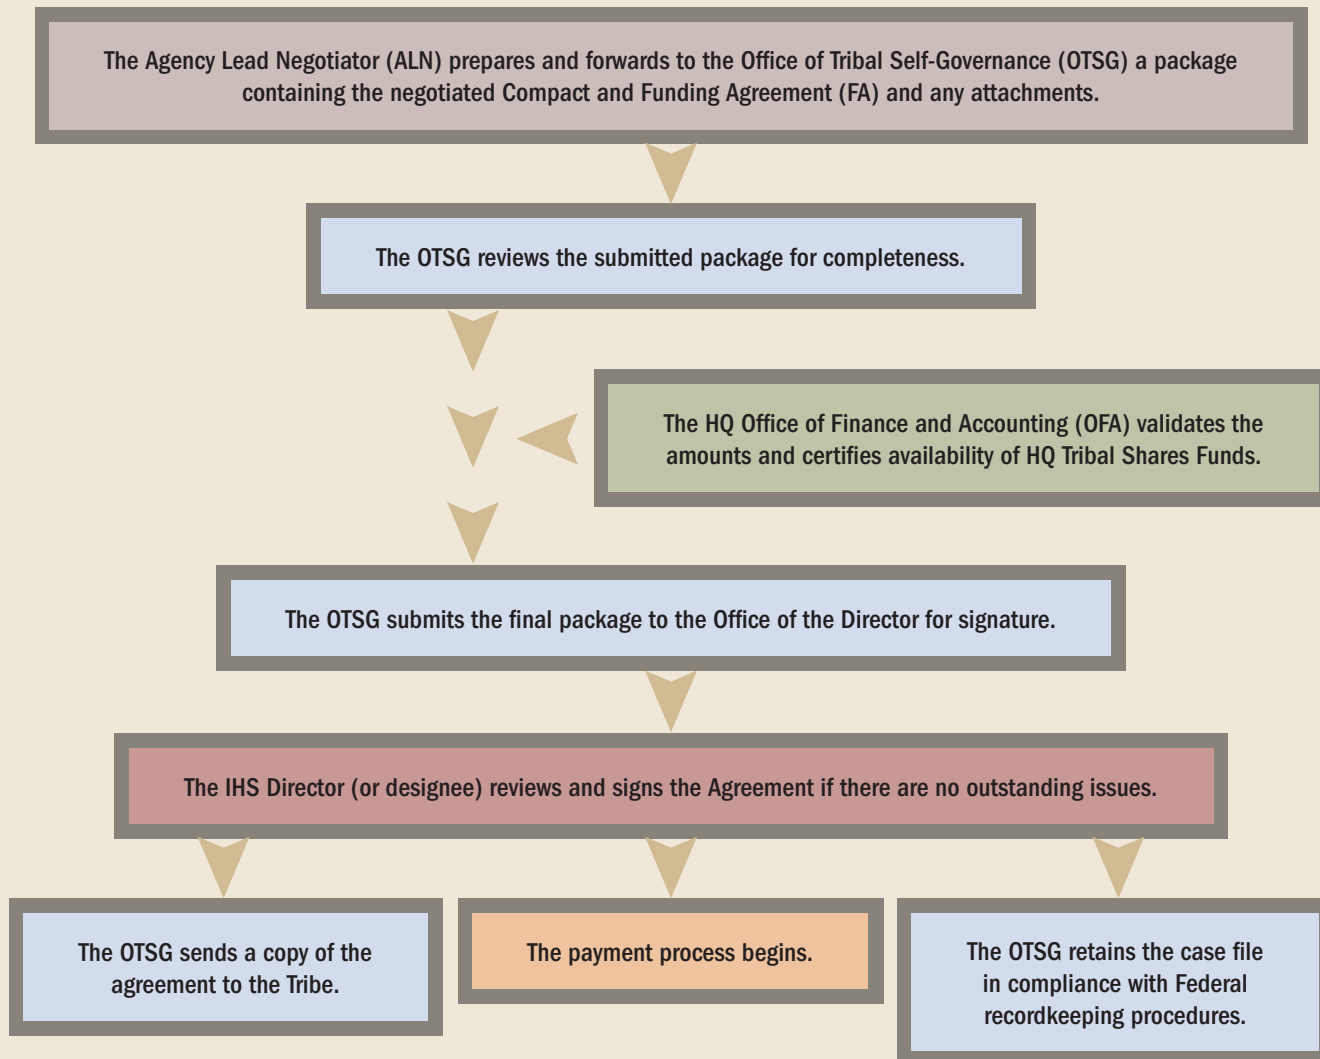 The Agency Lead Negotiator (ALN) prepares and forwards to the Office of Tribal Self-Governance (OTSG) a package
containing the negotiated Compact and Funding Agreement (FA) and any attachments.
The OTSG reviews the submitted package for completeness.
The HQ Office of Finance and Accounting (OFA) validates the
amounts and certifies availability of HQ Tribal Shares Funds.
The OTSG submits the final package to the Office of the Director for signature.
The IHS Director (or designee) reviews and signs the Agreement if there are no outstanding issues.
The OTSG sends a copy of the
agreement to the Tribe.
The payment process begins.
The OTSG retains the case file
in compliance with Federal
recordkeeping procedures.